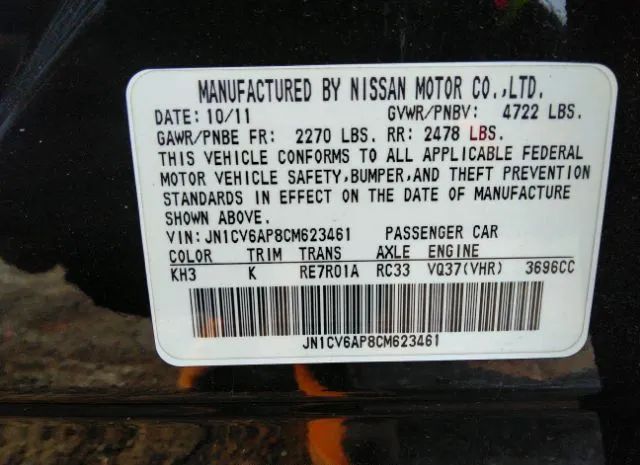 MANUFACTURED BY NISSAN MOTOR CO.,LTD.
DATE: 10/11 GVWR/PNBV: 4722 LBS.
GAWR/PNBE FR: 2270 LBS. RR: 2478 LBS.
THIS VEHICLE CONFORMS TO ALL APPLICABLE FEDERAL
MOTOR VEHICLE SAFETY,BUMPER,AND THEFT PREVENTION
STANDARDS IN EFFECT ON THE DATE OF MANUFACTURE
SHOWN ABOVE.
VIN: JN1CV6AP8CM623461 PASSENGER CAR
COLOR TRIM TRANS AXLE ENGINE
KH3 K RE7R01A RC33 VQ37(VHR) 3696CC
JN1CV6AP8CM623461